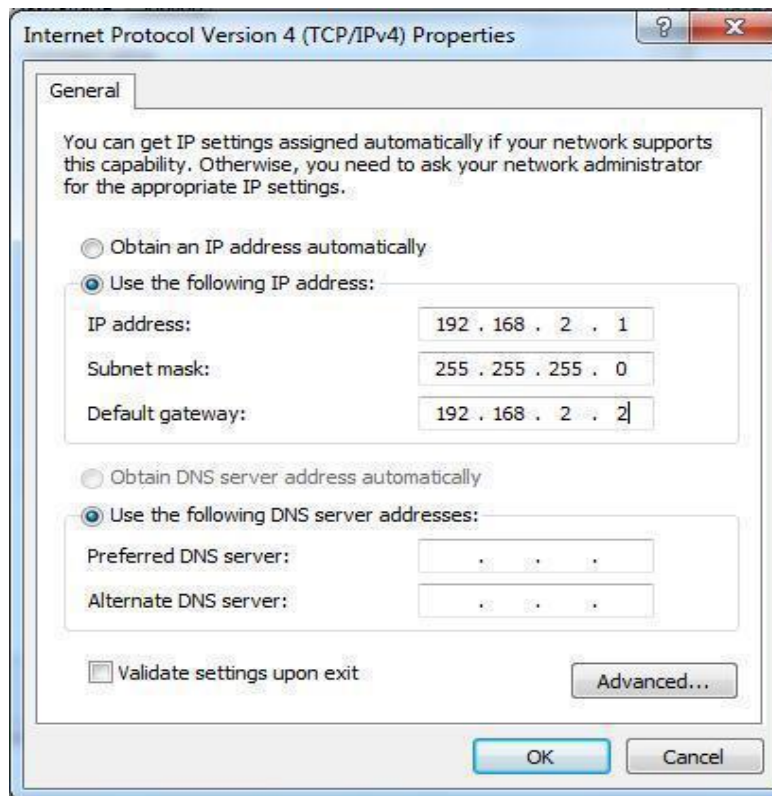 Internet Protocol Version 4 (TCP/IPv4) Properties
General
You can get IP settings assigned automatically if your network supports
this capability. Otherwise, you need to ask your network administrator
for the appropriate IP settings.
Obtain an IP address automatically
Use the following IP address:
IP address: 192 . 168 . 2 . 1
Subnet mask: 255 . 255 . 255 . 0
Default gateway: 192 . 168 . 2 . 2
Obtain DNS server address automatically
Use the following DNS server addresses:
Preferred DNS server: . . .
Alternate DNS server: . . .
Validate settings upon exit
Advanced...
OK Cancel